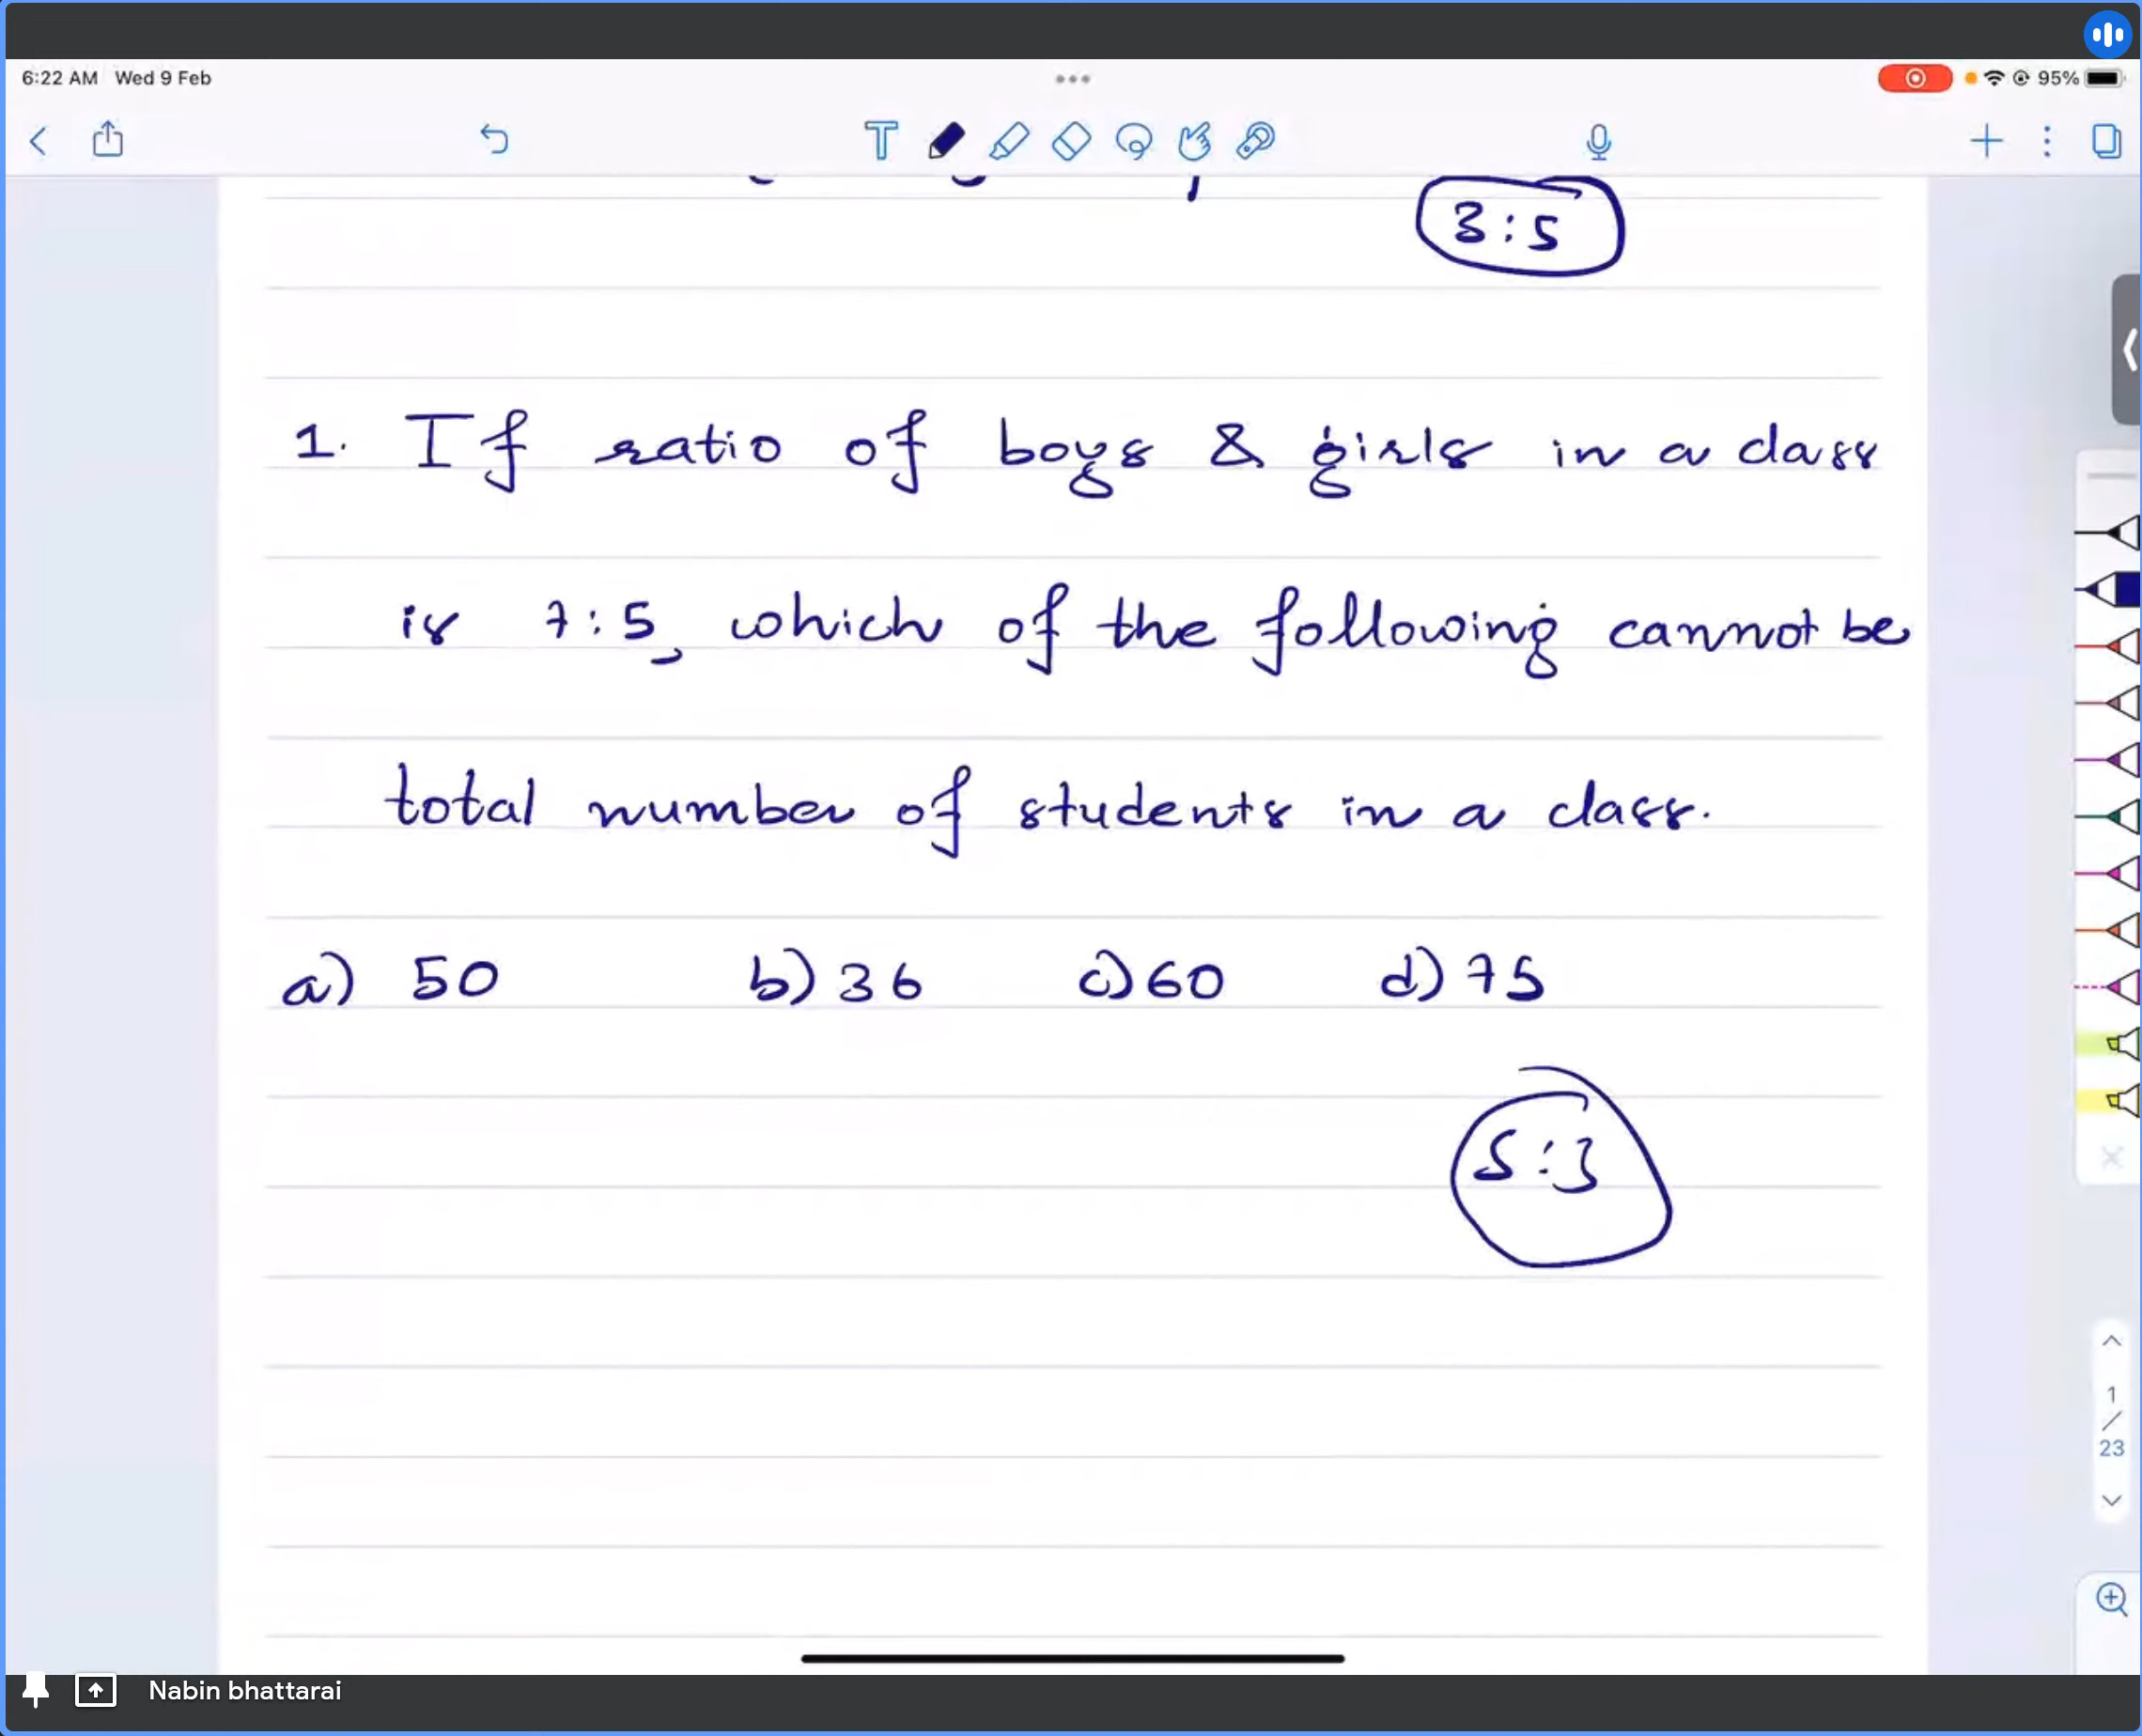 6:22 AM Wed 9 Feb
95%
3:5
1. If ratio of boys & girls in a class
is 7:5, which of the following cannot be
total number of students in a class.
a) 50 b) 36 c) 60 d) 75
5:3
1
/
23
Nabin bhattarai